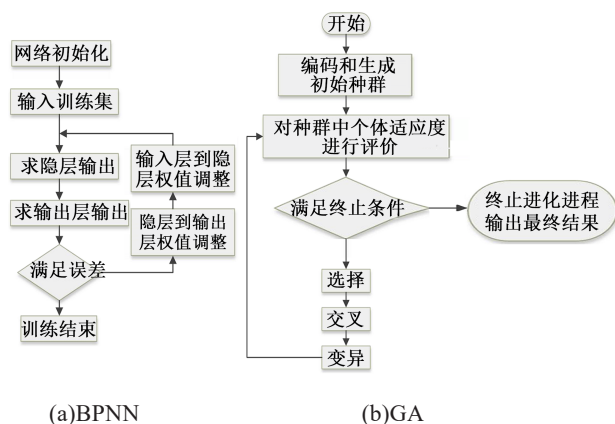 网络初始化
输入训练集
求隐层输出
求输出层输出
满足误差
训练结束
输入层到隐
层权值调整
隐层到输出
层权值调整
(a)BPNN
开始
编码和生成
初始种群
对种群中个体适应度
进行评价
满足终止条件
终止进化进程
输出最终结果
选择
交叉
变异
(b)GA